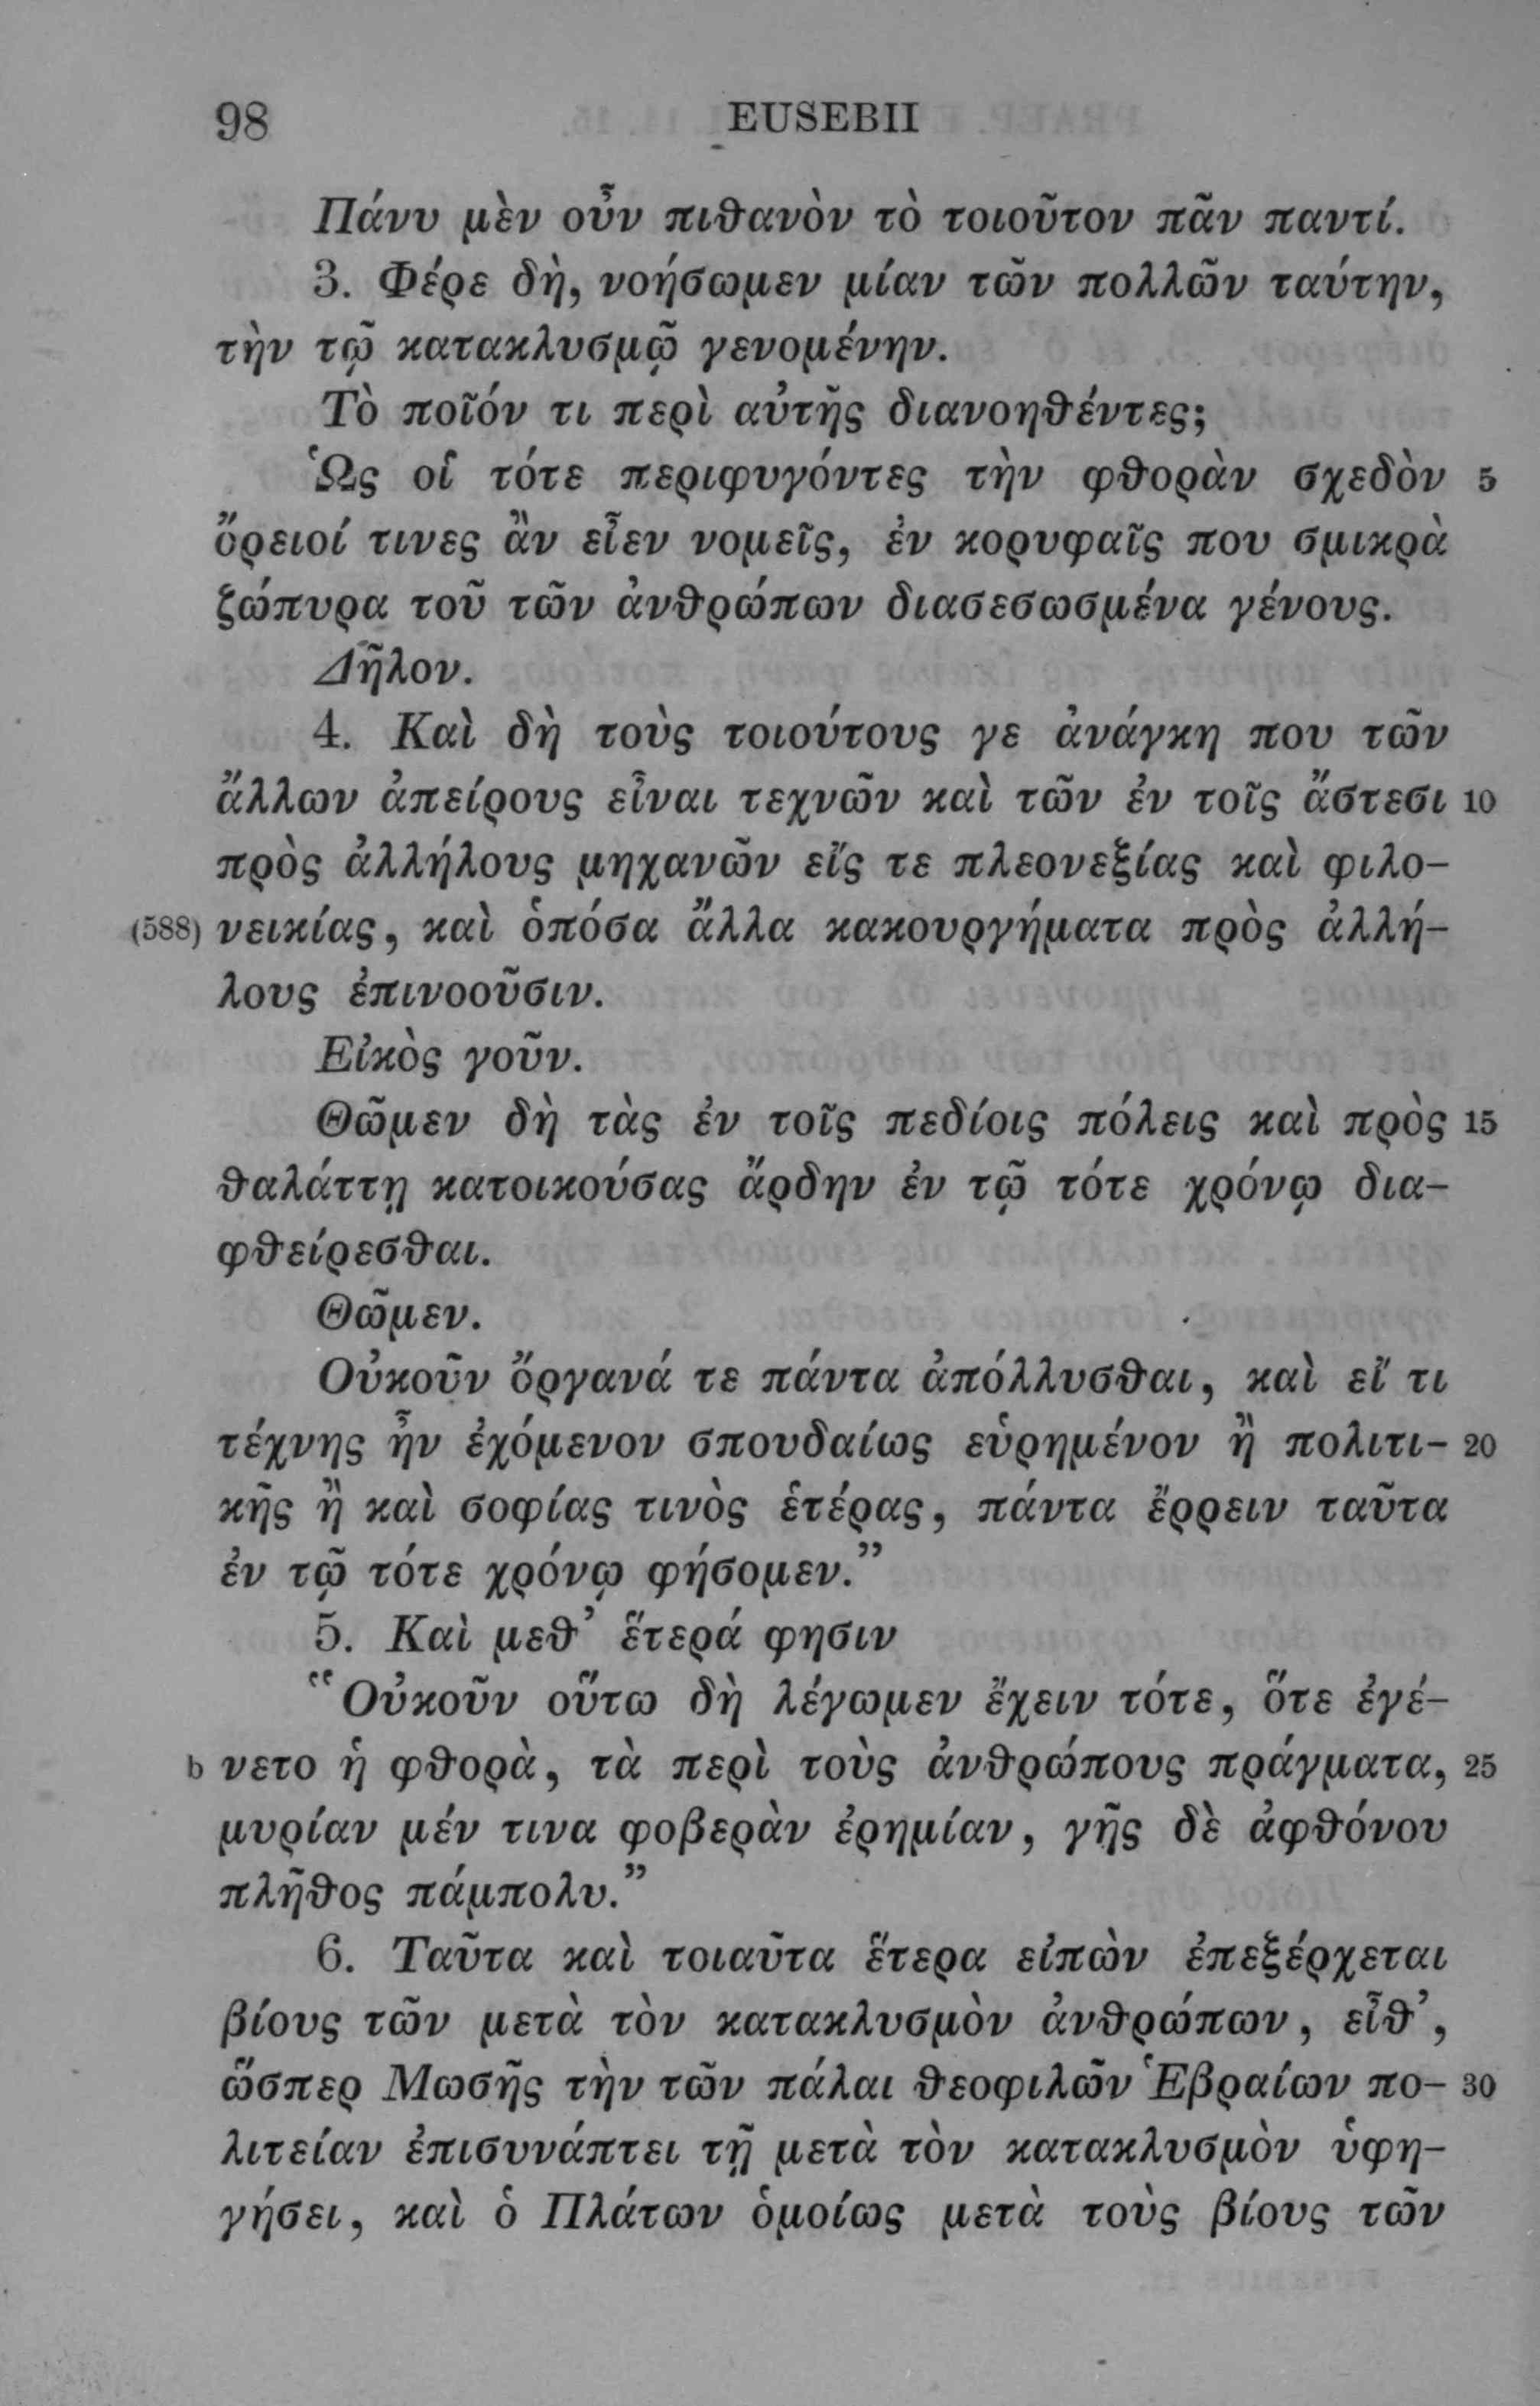 98 EUSEBII
Πάνυ μὲν οὖν πιθανὸν τὸ τοιοῦτον πᾶν παντί.
3. Φέρε δὴ, νοήσωμεν μίαν τῶν πολλῶν ταύτην,
τὴν τῷ κατακλυσμῷ γενομένην.
Τὸ ποῖόν τι περὶ αὐτῆς διανοηθέντες;
Ὡς οἱ τότε περιφυγόντες τὴν φθορὰν σχεδὸν 5
ὄρειοί τινες ἂν εἶεν νομεῖς, ἐν κορυφαῖς που σμικρὰ
ζώπυρα τοῦ τῶν ἀνθρώπων διασεσωσμένα γένους.
Δῆλον.
4. Καὶ δὴ τοὺς τοιούτους γε ἀνάγκη που τῶν
ἄλλων ἀπείρους εἶναι τεχνῶν καὶ τῶν ἐν τοῖς ἄστεσι 10
πρὸς ἀλλήλους μηχανῶν εἴς τε πλεονεξίας καὶ φιλο-
(588) νεικίας, καὶ ὁπόσα ἄλλα κακουργήματα πρὸς ἀλλή-
λους ἐπινοοῦσιν.
Εἰκὸς γοῦν.
Θῶμεν δὴ τὰς ἐν τοῖς πεδίοις πόλεις καὶ πρὸς 15
θαλάττῃ κατοικούσας ἄρδην ἐν τῷ τότε χρόνῳ δια-
φθείρεσθαι.
Θῶμεν.
Οὐκοῦν ὄργανά τε πάντα ἀπόλλυσθαι, καὶ εἴ τι
τέχνης ἦν ἐχόμενον σπουδαίως εὑρημένον ἢ πολιτι- 20
κῆς ἢ καὶ σοφίας τινὸς ἑτέρας, πάντα ἔρρειν ταῦτα
ἐν τῷ τότε χρόνῳ φήσομεν.”
5. Καὶ μεθ’ ἕτερά φησιν
“Οὐκοῦν οὕτω δὴ λέγωμεν ἔχειν τότε, ὅτε ἐγέ-
b νετο ἡ φθορὰ, τὰ περὶ τοὺς ἀνθρώπους πράγματα, 25
μυρίαν μέν τινα φοβερὰν ἐρημίαν, γῆς δὲ ἀφθόνου
πλῆθος πάμπολυ.”
6. Ταῦτα καὶ τοιαῦτα ἕτερα εἰπὼν ἐπεξέρχεται
βίους τῶν μετὰ τὸν κατακλυσμὸν ἀνθρώπων, εἶθ’,
ὥσπερ Μωσῆς τὴν τῶν πάλαι θεοφιλῶν Ἑβραίων πο- 30
λιτείαν ἐπισυνάπτει τῇ μετὰ τὸν κατακλυσμὸν ὑφη-
γήσει, καὶ ὁ Πλάτων ὁμοίως μετὰ τοὺς βίους τῶν